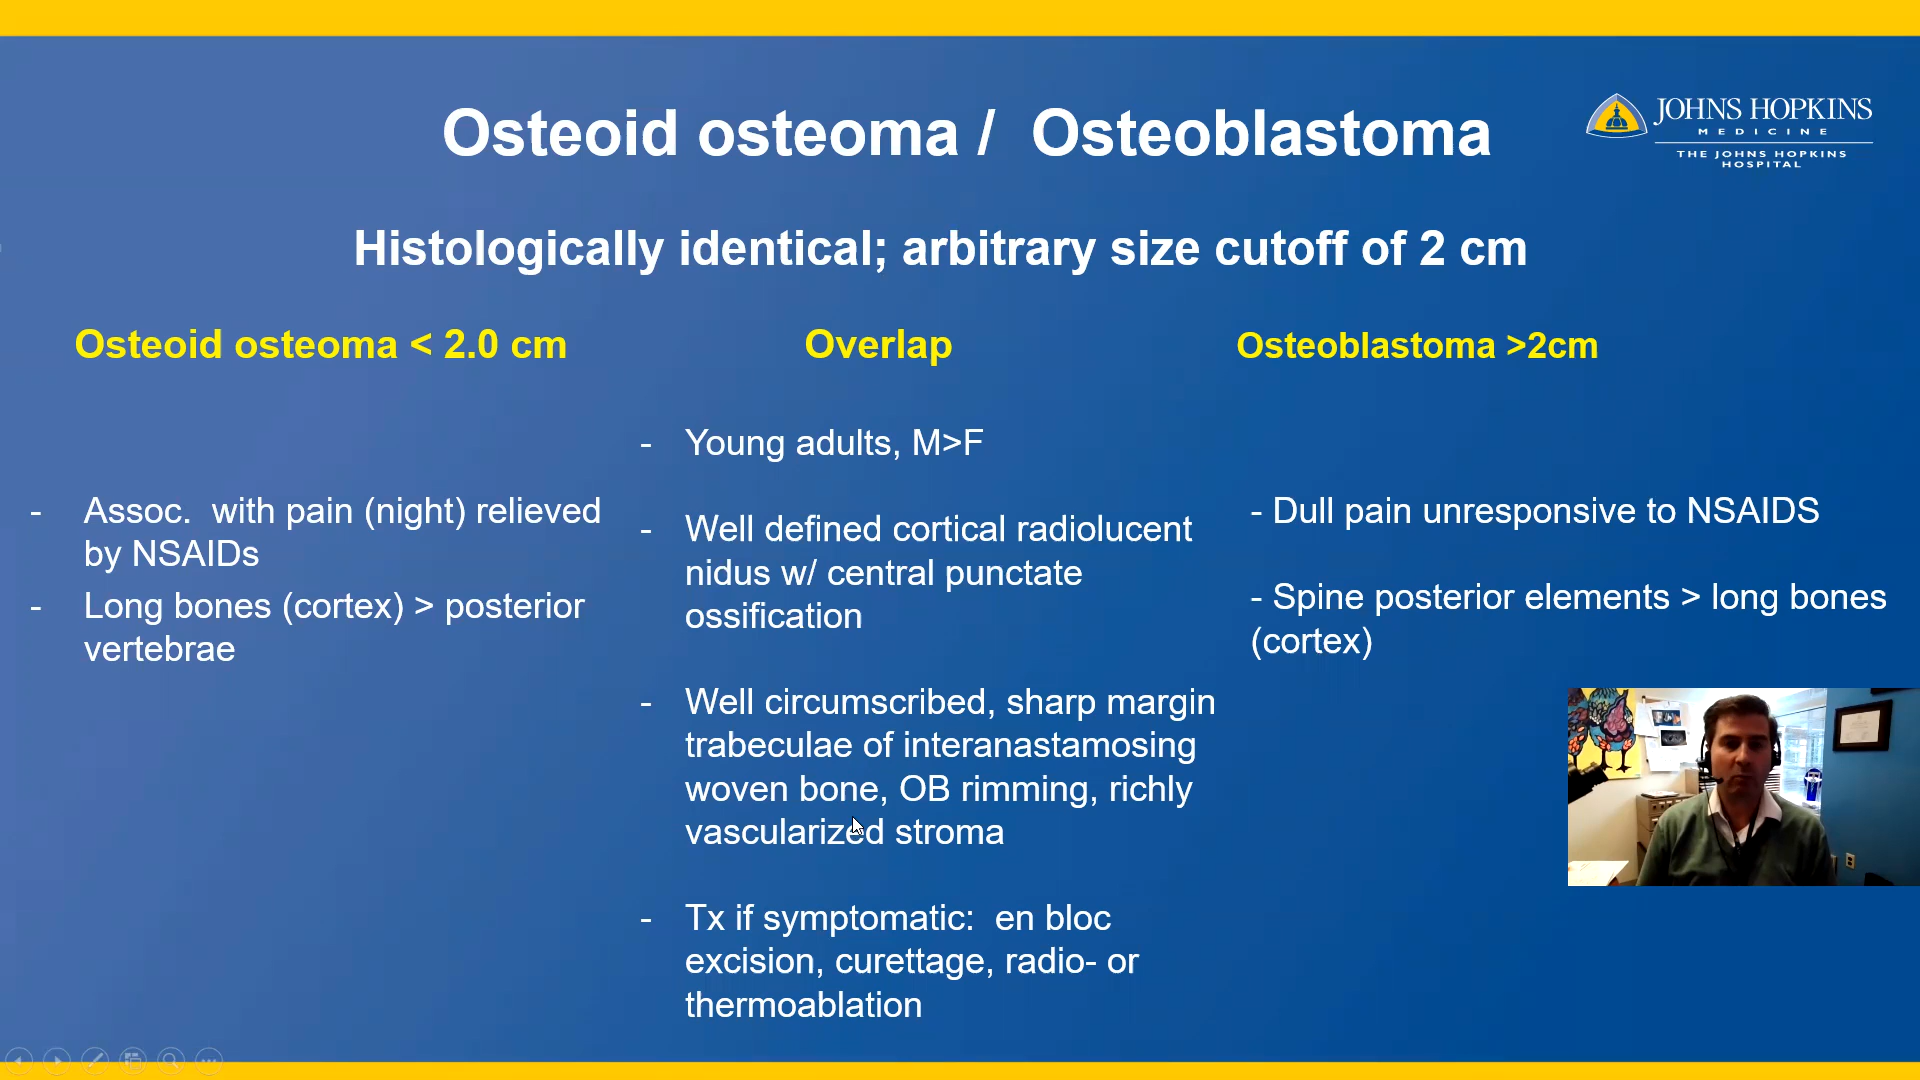 Osteoid osteoma /  Osteoblastoma
JOHNS HOPKINS
MEDICINE
THE JOHNS HOPKINS
HOSPITAL
Histologically identical; arbitrary size cutoff of 2 cm
Osteoid osteoma < 2.0 cm
- Assoc.  with pain (night) relieved
by NSAIDs
- Long bones (cortex) > posterior
vertebrae
Overlap
- Young adults, M>F
- Well defined cortical radiolucent
nidus w/ central punctate
ossification
- Well circumscribed, sharp margin
trabeculae of interanastamosing
woven bone, OB rimming, richly
vascularized stroma
- Tx if symptomatic:  en bloc
excision, curettage, radio- or
thermoablation
Osteoblastoma >2cm
- Dull pain unresponsive to NSAIDS
- Spine posterior elements > long bones
(cortex)